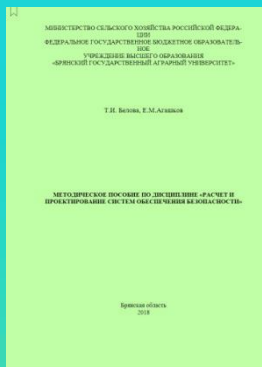 МИНИСТЕРСТВО СЕЛЬСКОГО ХОЗЯЙСТВА РОССИЙСКОЙ ФЕДЕРА-
ЦИИ
ФЕДЕРАЛЬНОЕ ГОСУДАРСТВЕННОЕ БЮДЖЕТНОЕ ОБРАЗОВАТЕЛЬ-
НОЕ
УЧРЕЖДЕНИЕ ВЫСШЕГО ОБРАЗОВАНИЯ
«БРЯНСКИЙ ГОСУДАРСТВЕННЫЙ АГРАРНЫЙ УНИВЕРСИТЕТ»
Т.И. Белова, Е.М.Агашков
МЕТОДИЧЕСКОЕ ПОСОБИЕ ПО ДИСЦИПЛИНЕ «РАСЧЕТ И
ПРОЕКТИРОВАНИЕ СИСТЕМ ОБЕСПЕЧЕНИЯ БЕЗОПАСНОСТИ»
Брянская область
2018